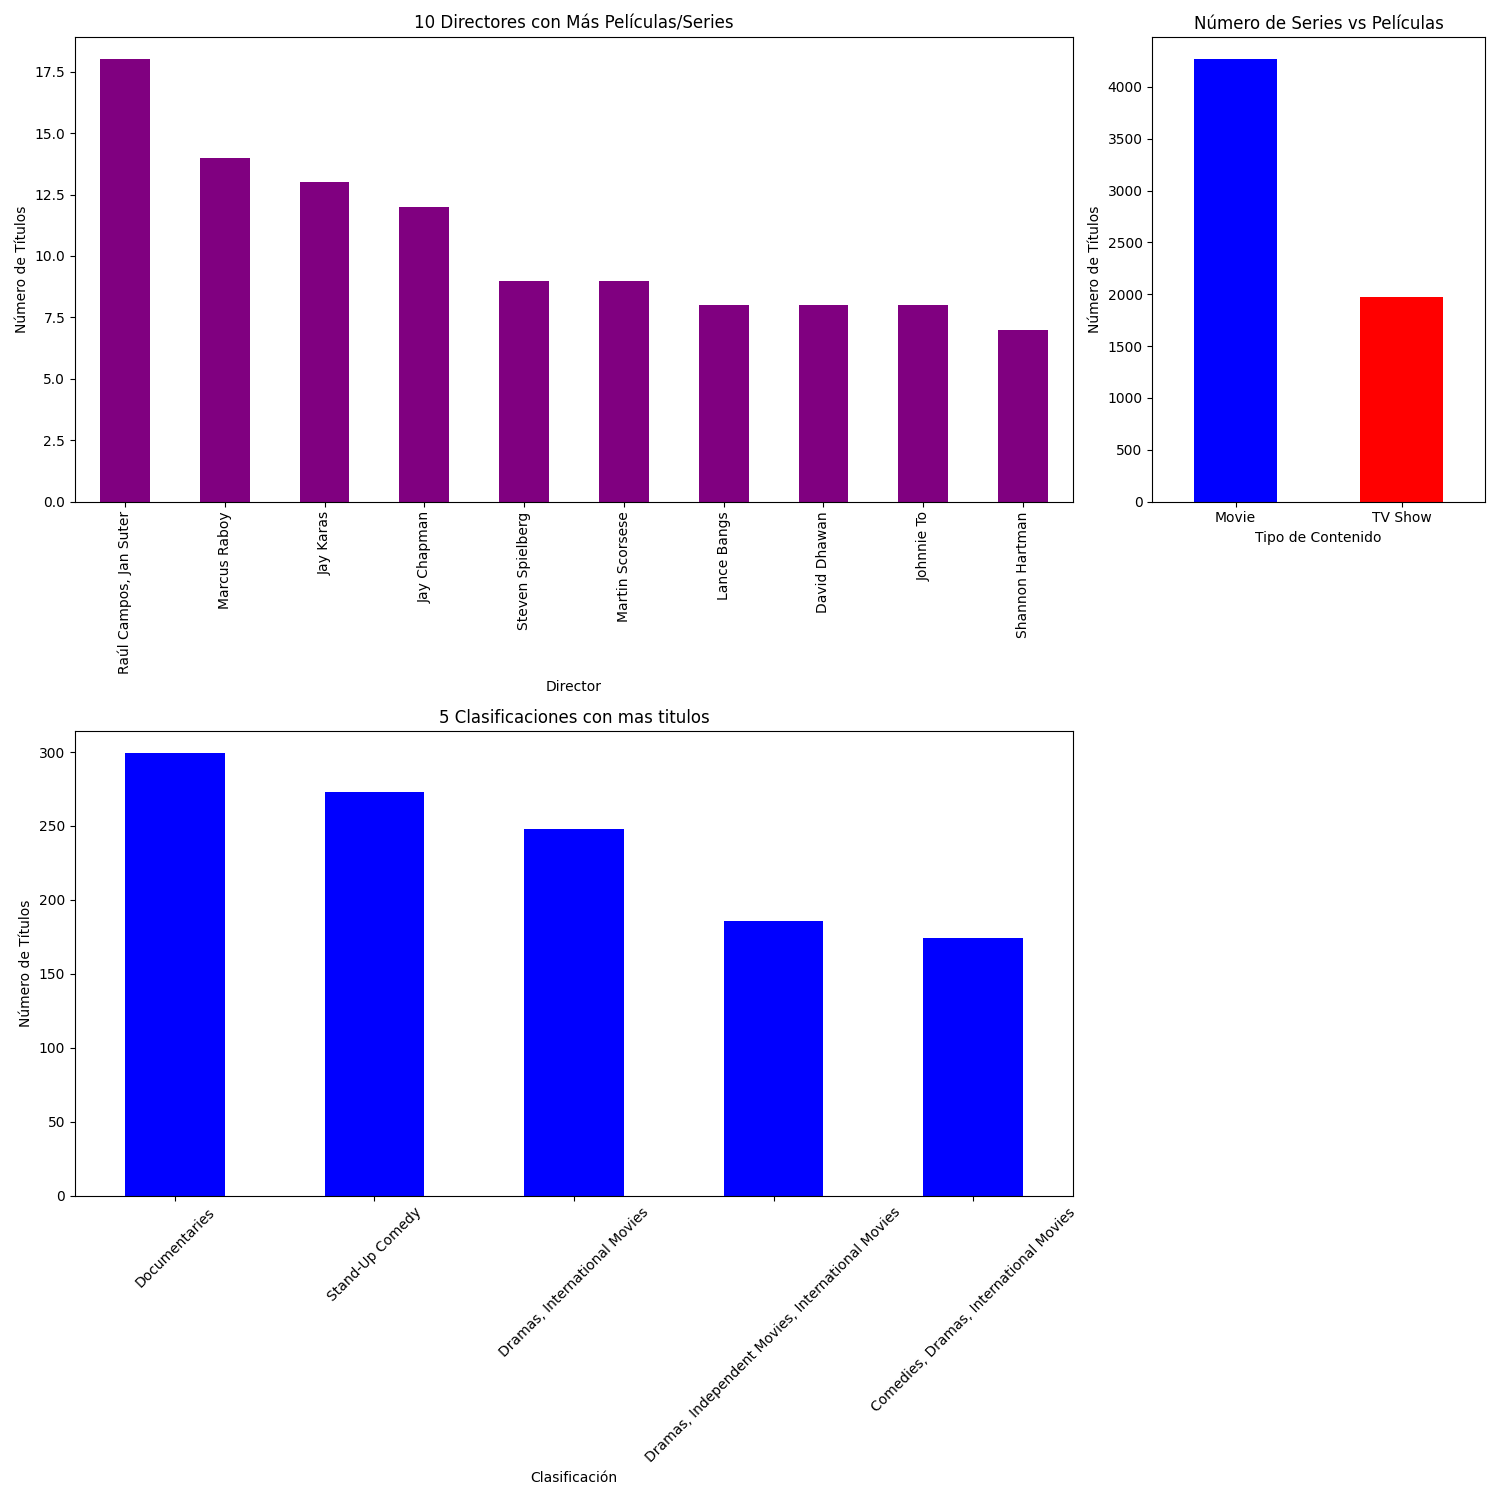 10 Directores con Más Películas/Series
Número de Títulos
17.5
15.0
12.5
10.0
7.5
5.0
2.5
0.0
Raúl Campos, Jan Suter
Marcus Raboy
Jay Karas
Jay Chapman
Steven Spielberg
Martin Scorsese
Lance Bangs
David Dhawan
Johnnie To
Shannon Hartman
Director
Número de Series vs Películas
Número de Títulos
4000
3500
3000
2500
2000
1500
1000
500
0
Movie
TV Show
Tipo de Contenido
5 Clasificaciones con mas titulos
Número de Títulos
300
250
200
150
100
50
0
Documentaries
Stand-Up Comedy
Dramas, International Movies
Dramas, Independent Movies, International Movies
Comedies, Dramas, International Movies
Clasificación